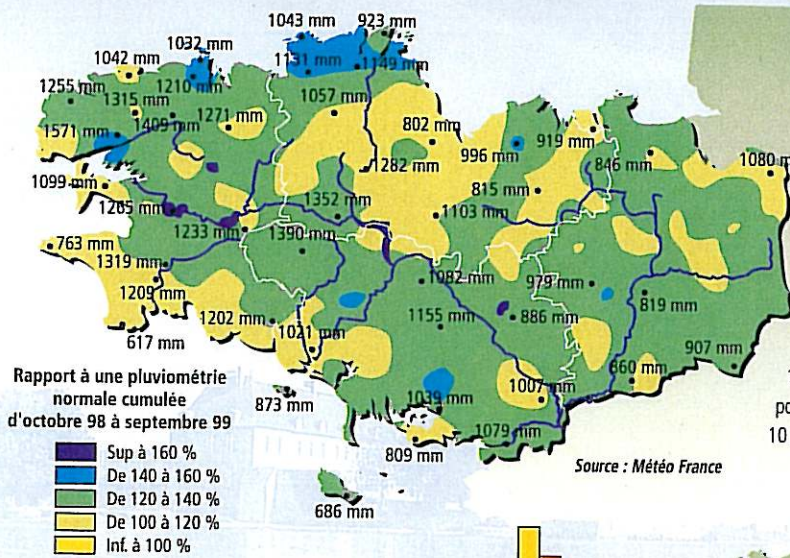 1043 mm
923 mm
1032 mm
1042 mm
1131 mm
1149 mm
1255 mm
1210 mm
1315 mm
1057 mm
1409 mm
1271 mm
802 mm
1571 mm
919 mm
996 mm
846 mm
1282 mm
1080 mm
1099 mm
815 mm
1265 mm
1352 mm
1103 mm
1233 mm
763 mm
1390 mm
1319 mm
1082 mm
979 mm
1209 mm
819 mm
1202 mm
1155 mm
886 mm
617 mm
1021 mm
907 mm
860 mm
Rapport à une pluviométrie
normale cumulée
d'octobre 98 à septembre 99
873 mm
1039 mm
1007 mm
po
1079 mm
10
809 mm
Source : Météo France
Sup à 160 %
De 140 à 160 %
De 120 à 140 %
De 100 à 120 %
Inf. à 100 %
686 mm